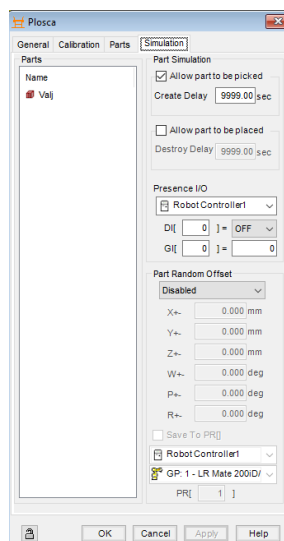 Plosca
General Calibration Parts Simulation
Parts
Name
Valj
Part Simulation
Allow part to be picked
Create Delay 9999.00 sec
Allow part to be placed
Destroy Delay 9999.00 sec
Presence I/O
Robot Controller1
DI[ 0 ]= OFF
GI[ 0 ]= 0
Part Random Offset
Disabled
X+- 0.000 mm
Y+- 0.000 mm
Z+- 0.000 mm
W+- 0.000 deg
P+- 0.000 deg
R+- 0.000 deg
Save To PR[]
Robot Controller1
GP: 1 - LR Mate 200iD/
PR[ 1 ]
OK Cancel Apply Help